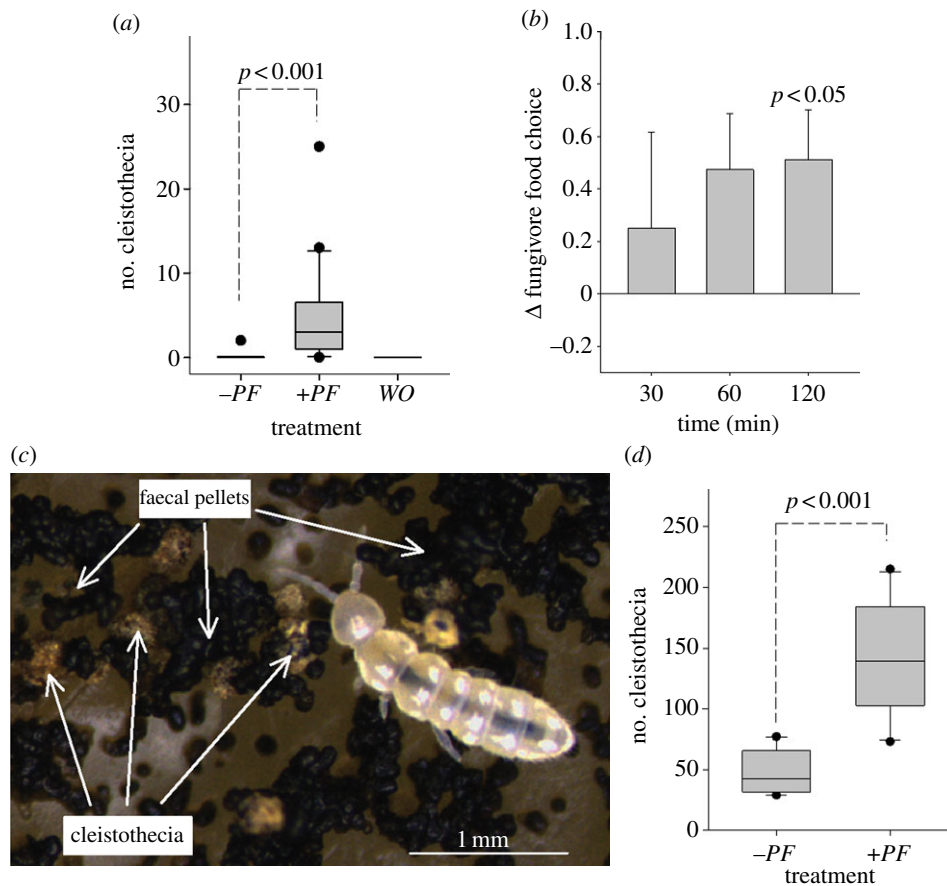 (a)
p < 0.001
30
20
10
0
no. cleistothecia
–PF
+PF
WO
treatment
(b)
1.0
0.8
0.6
0.4
0.2
0
–0.2
Δ fungivore food choice
p < 0.05
30
60
120
time (min)
(c)
faecal pellets
cleistothecia
1 mm
(d)
p < 0.001
250
200
150
100
50
0
no. cleistothecia
–PF
+PF
treatment